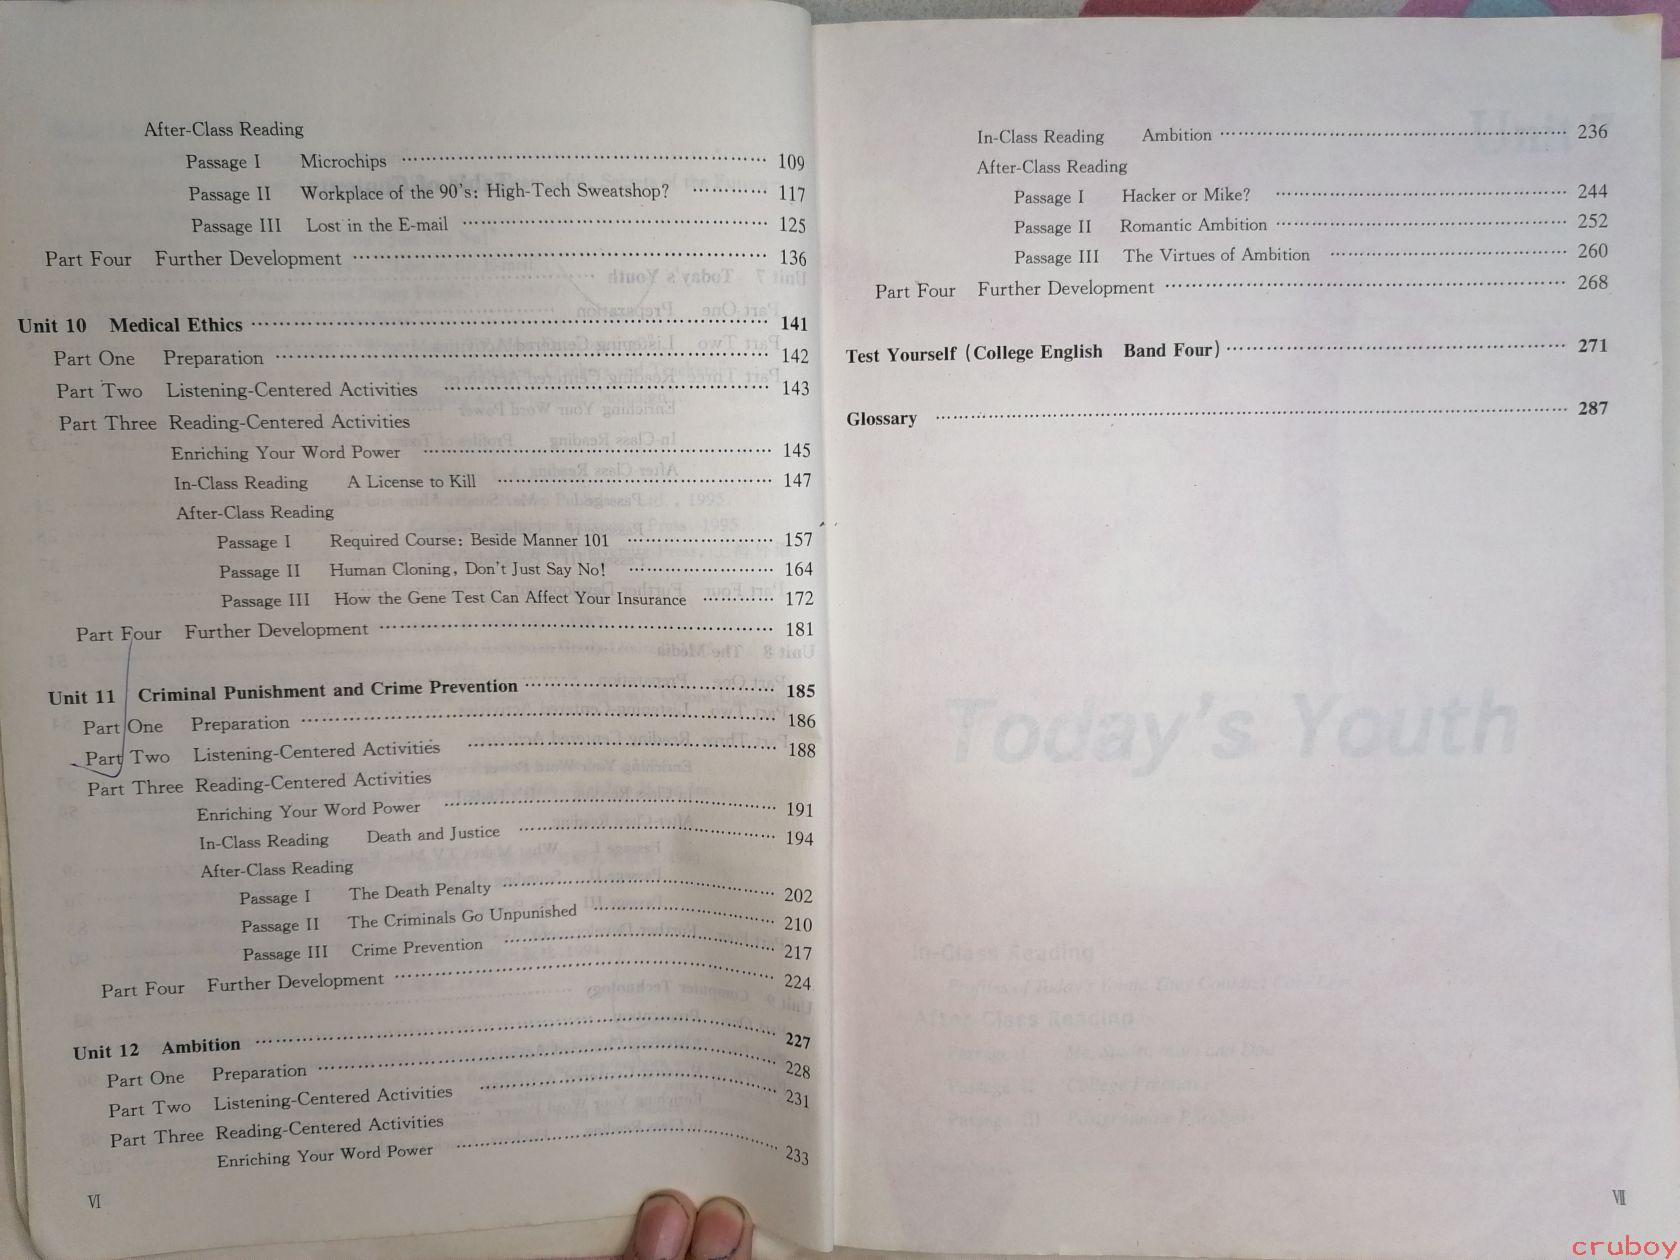 After-Class Reading
Passage I Microchips ………… 109
Passage II Workplace of the 90's: High-Tech Sweatshop? ………… 117
Passage III Lost in the E-mail ………… 125
Part Four Further Development ………… 136
Unit 10 Medical Ethics ………… 141
Part One Preparation ………… 142
Part Two Listening-Centered Activities ………… 143
Part Three Reading-Centered Activities
Enriching Your Word Power ………… 145
In-Class Reading A License to Kill ………… 147
After-Class Reading
Passage I Required Course: Beside Manner 101 ………… 157
Passage II Human Cloning, Don't Just Say No! ………… 164
Passage III How the Gene Test Can Affect Your Insurance ………… 172
Part Four Further Development ………… 181
Unit 11 Criminal Punishment and Crime Prevention ………… 185
Part One Preparation ………… 186
Part Two Listening-Centered Activities ………… 188
Part Three Reading-Centered Activities
Enriching Your Word Power ………… 191
In-Class Reading Death and Justice ………… 194
After-Class Reading
Passage I The Death Penalty ………… 202
Passage II The Criminals Go Unpunished ………… 210
Passage III Crime Prevention ………… 217
Part Four Further Development ………… 224
Unit 12 Ambition ………… 227
Part One Preparation ………… 228
Part Two Listening-Centered Activities ………… 231
Part Three Reading-Centered Activities
Enriching Your Word Power ………… 233
VI
In-Class Reading Ambition ………… 236
After-Class Reading
Passage I Hacker or Mike? ………… 244
Passage II Romantic Ambition ………… 252
Passage III The Virtues of Ambition ………… 260
Part Four Further Development ………… 268
Test Yourself (College English Band Four) ………… 271
Glossary ………… 287
Today's Youth
In-Class Reading
After-Class Reading
VII
cruboy